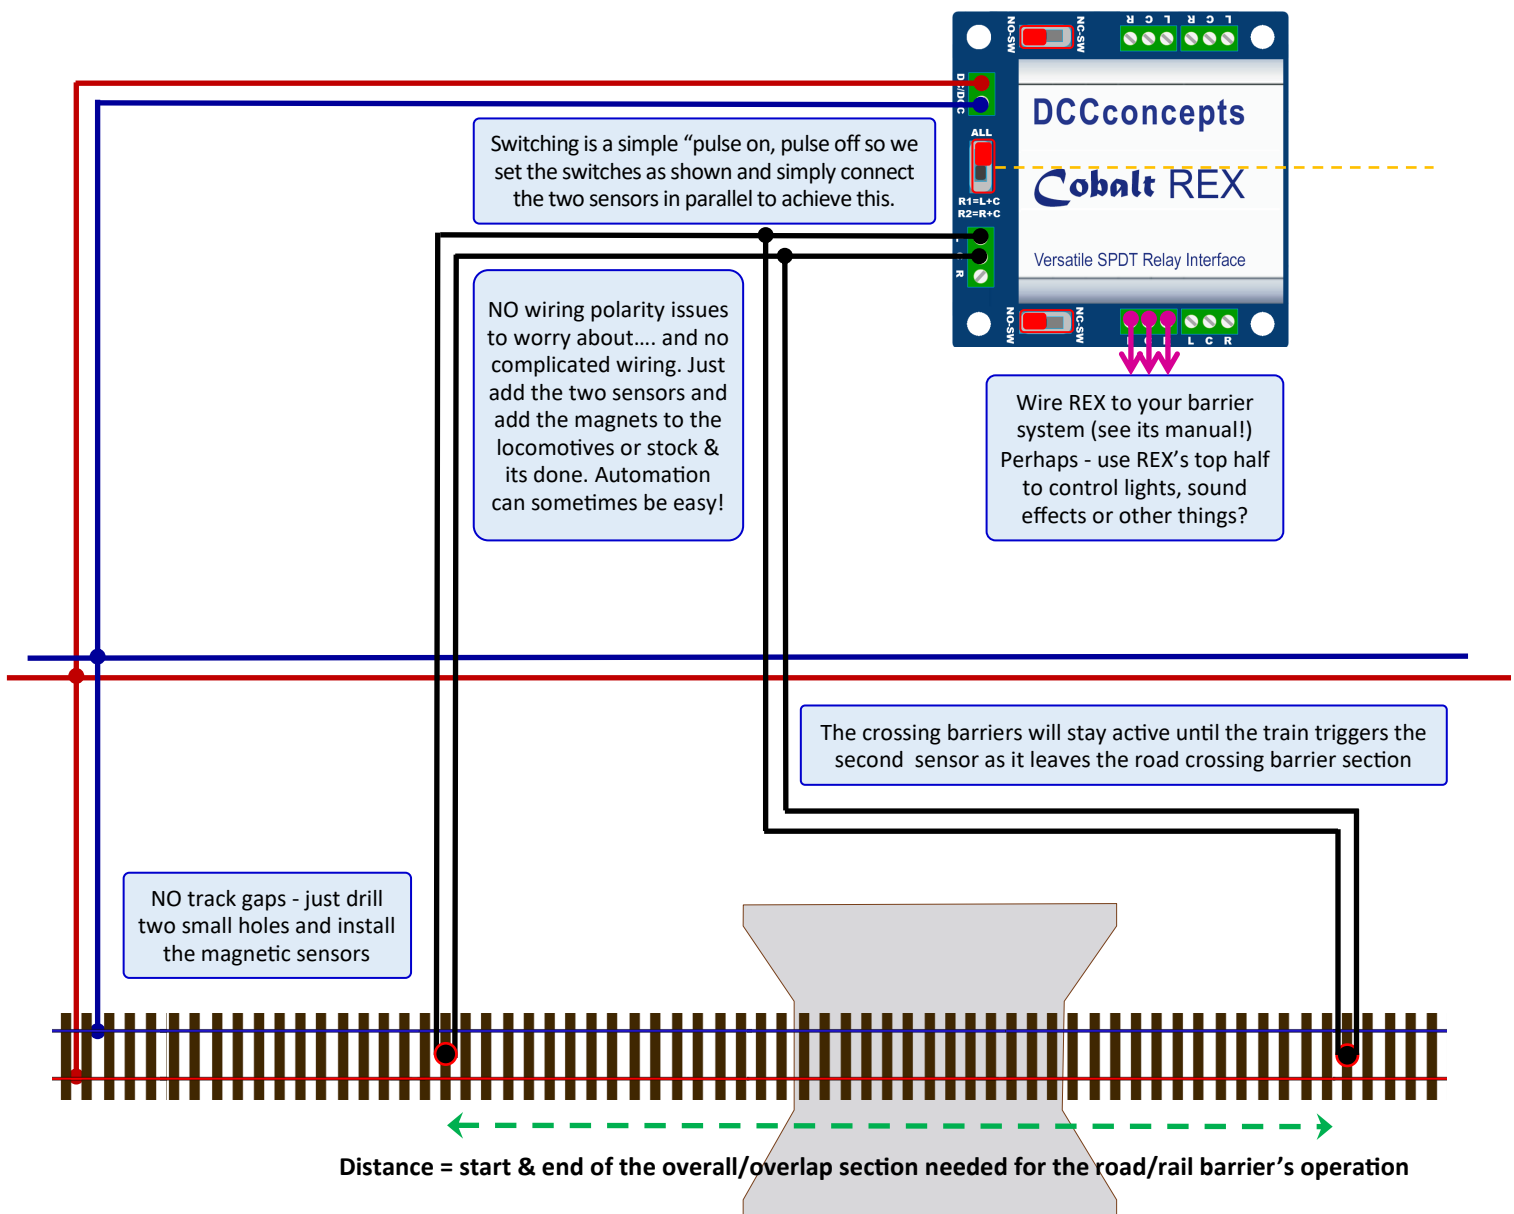 NO-SW
NC-SW
R C L R C L
DC/DCC
DCCconcepts
ALL
Cobalt REX
R1=L+C
R2=R+C
R
Versatile SPDT Relay Interface
NO-SW
NC-SW
L C R
Switching is a simple “pulse on, pulse off so we
set the switches as shown and simply connect
the two sensors in parallel to achieve this.
NO wiring polarity issues
to worry about.... and no
complicated wiring. Just
add the two sensors and
add the magnets to the
locomotives or stock &
its done. Automation
can sometimes be easy!
Wire REX to your barrier
system (see its manual!)
Perhaps - use REX’s top half
to control lights, sound
effects or other things?
The crossing barriers will stay active until the train triggers the
second sensor as it leaves the road crossing barrier section
NO track gaps - just drill
two small holes and install
the magnetic sensors
Distance = start & end of the overall/overlap section needed for the road/rail barrier’s operation